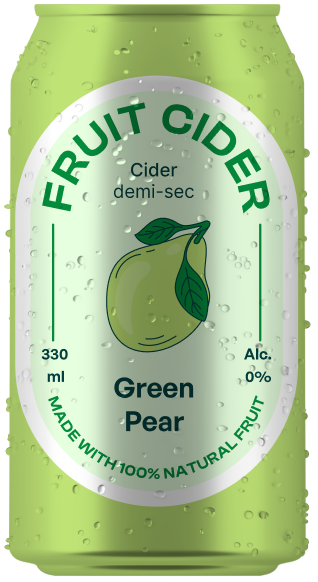 FRUIT CIDER
Cider
demi-sec
330
ml
Alc.
0%
Green
Pear
MADE WITH 100% NATURAL FRUIT